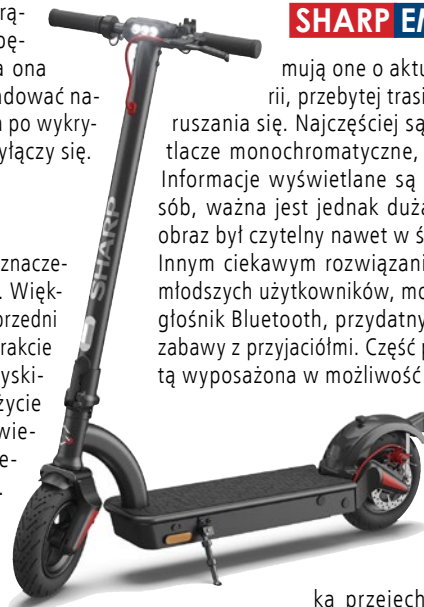 rą-
bę-
a ona
adować na-
po wykry-
yłączy się.
znacze-
. Więk-
przedni
rakcie
yski-
życie
wie-
e-
SHARP
SHARP EM
mują one o aktu
rii, przebytej trasi
ruszania się. Najczęściej są
tlacze monochromatyczne,
Informacje wyświetlane są
sób, ważna jest jednak duża
obraz był czytelny nawet w ś
Innym ciekawym rozwiązani
młodszych użytkowników, mo
głośnik Bluetooth, przydatny
zabawy z przyjaciółmi. Część p
tą wyposażona w możliwość
ka przejech